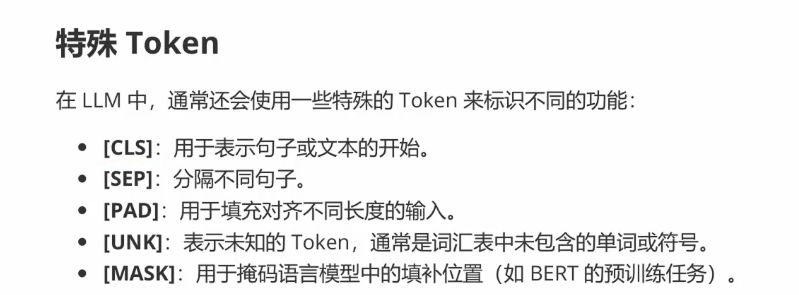 特殊 Token
在 LLM 中，通常还会使用一些特殊的 Token 来标识不同的功能：
• [CLS]：用于表示句子或文本的开始。
• [SEP]：分隔不同句子。
• [PAD]：用于填充对齐不同长度的输入。
• [UNK]：表示未知的 Token，通常是词汇表中未包含的单词或符号。
• [MASK]：用于掩码语言模型中的填补位置（如 BERT 的预训练任务）。